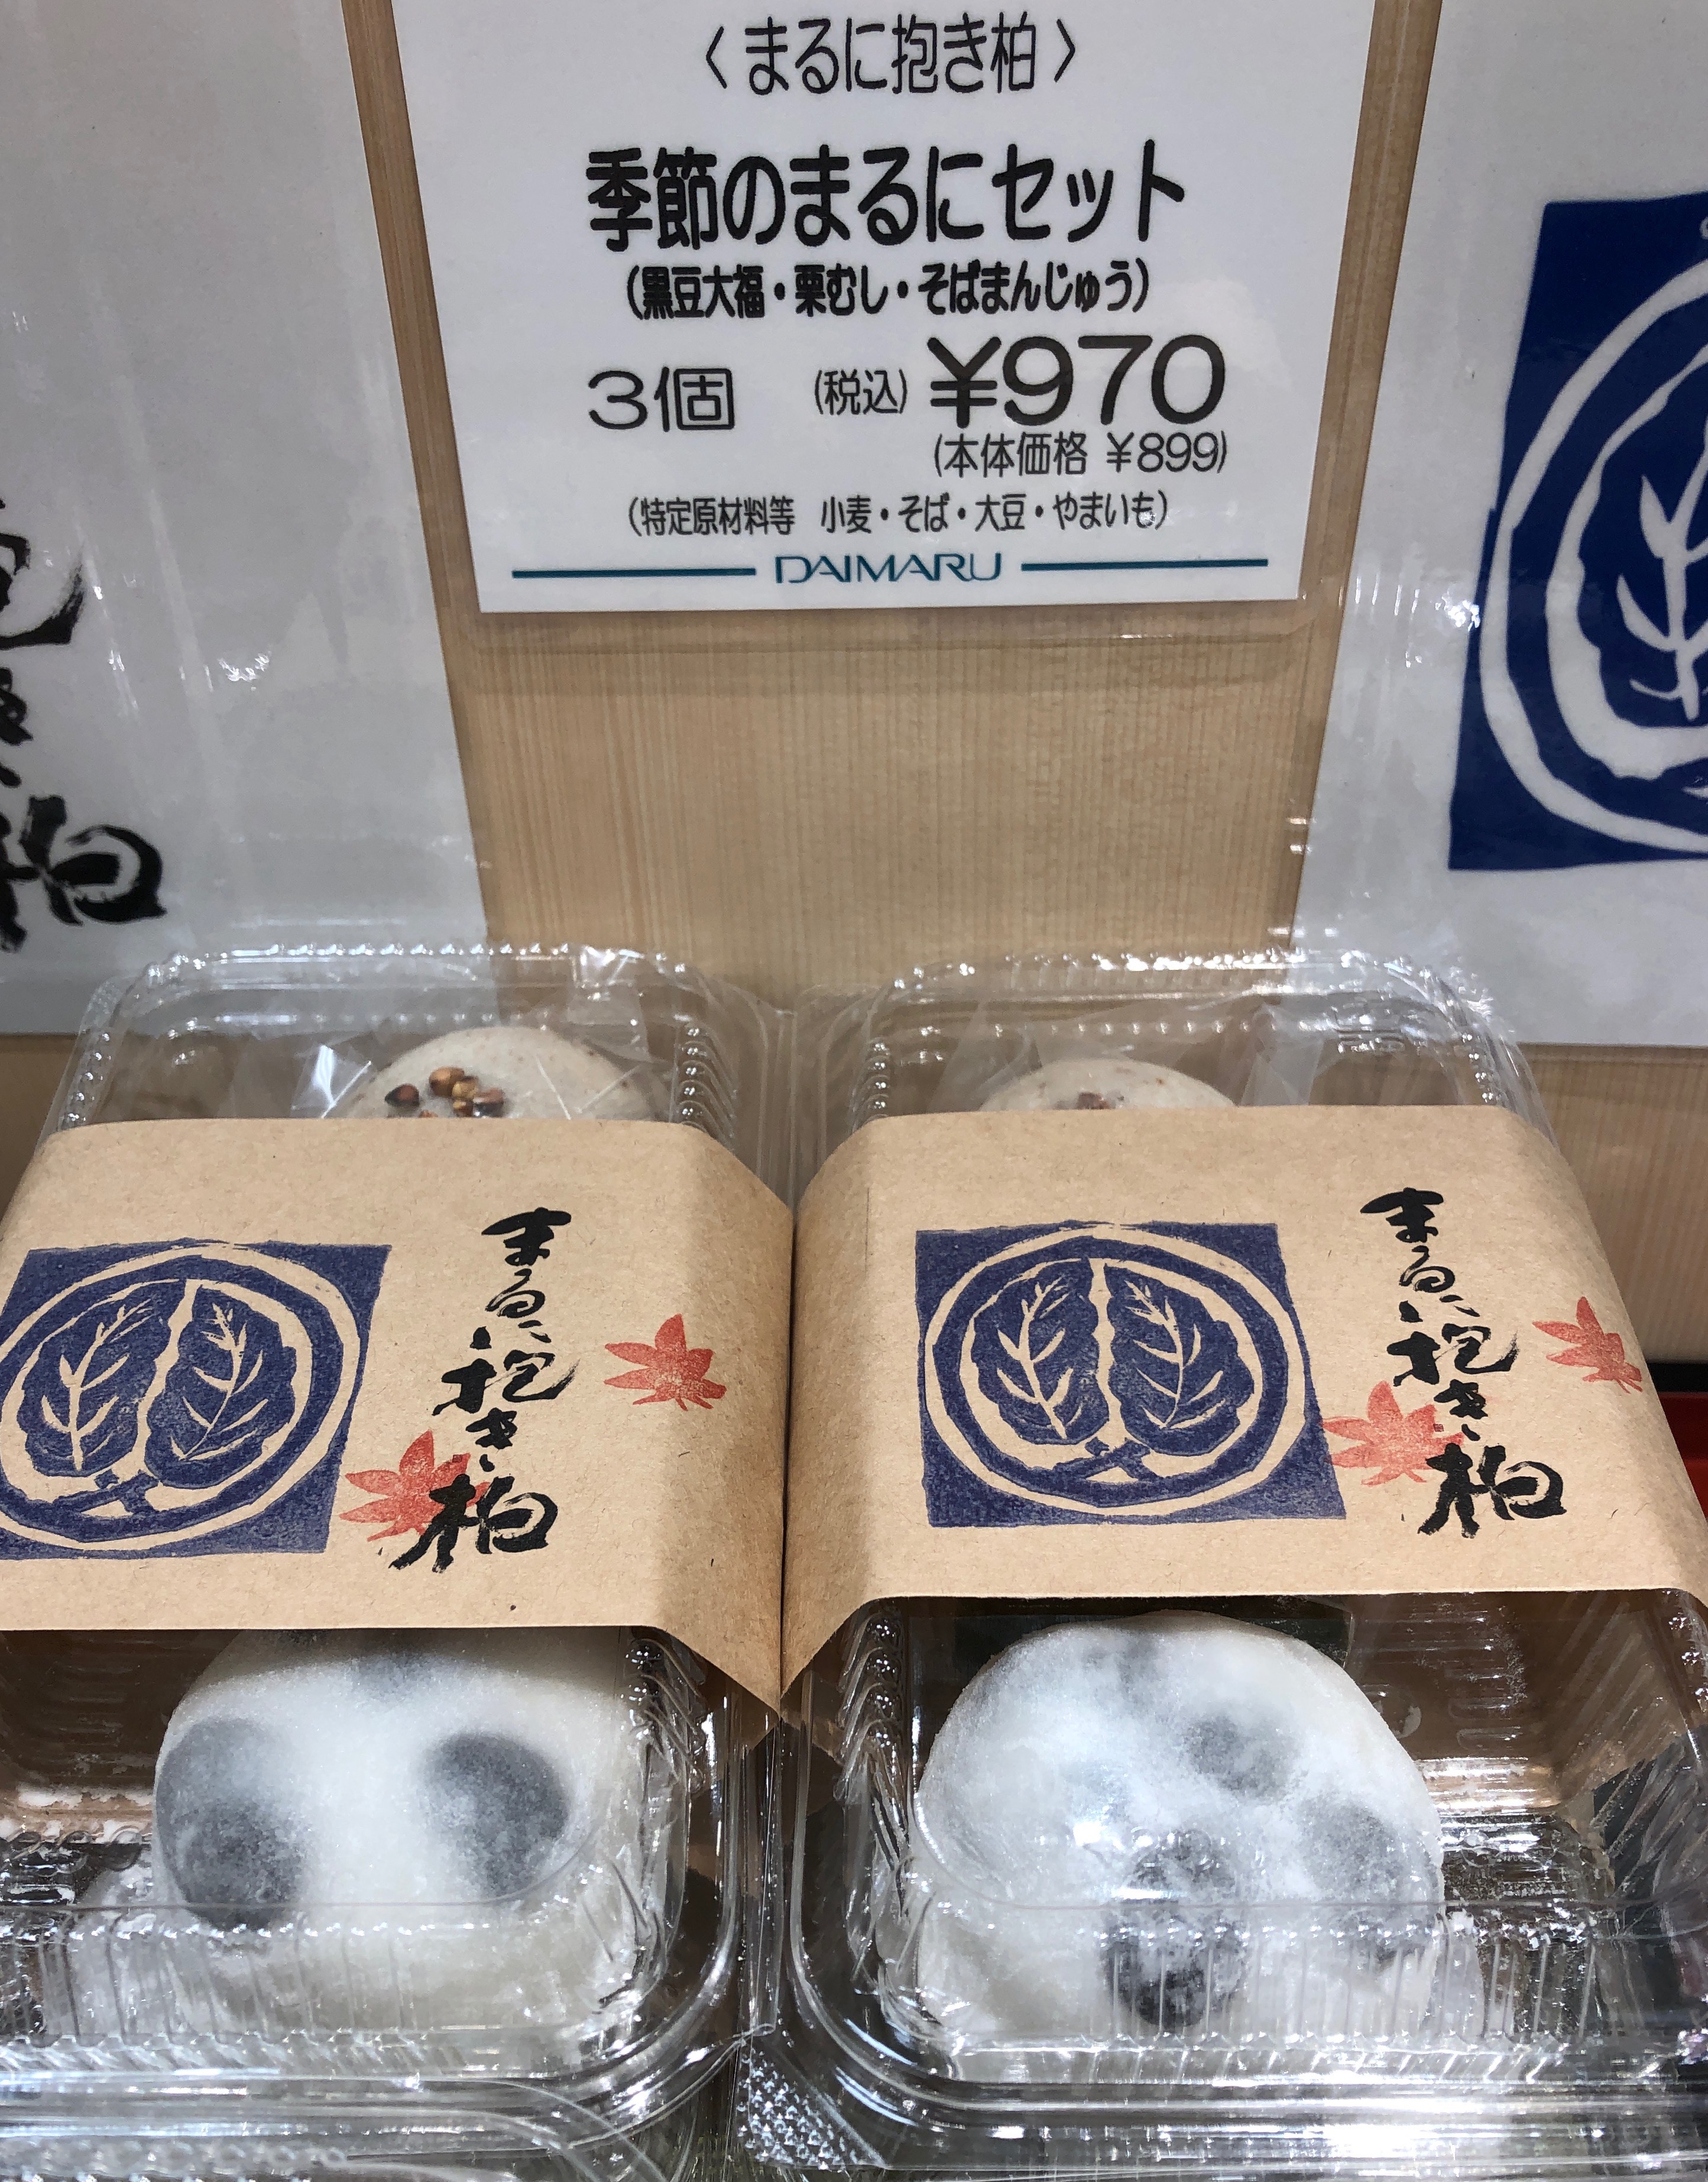 〈まるに抱き柏〉
季節のまるにセット
(黒豆大福・栗むし・そばまんじゅう)
3個 (税込) ¥970
(本体価格 ¥899)
(特定原材料等 小麦・そば・大豆・やまいも)
DAIMARU
柏
まるに抱き柏
まるに抱き柏